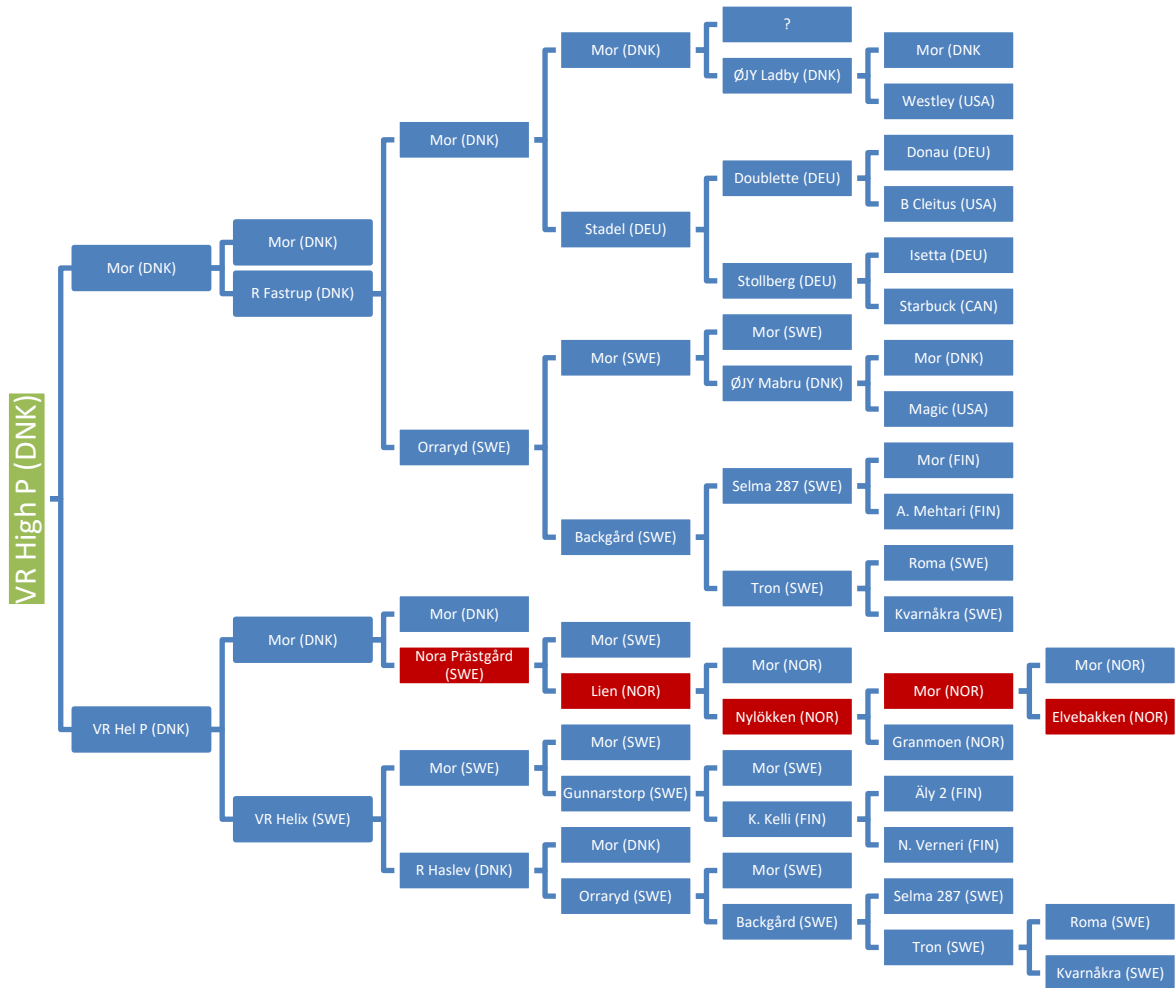 VR High P (DNK)
Mor (DNK)
VR Hel P (DNK)
Mor (DNK)
R Fastrup (DNK)
Mor (DNK)
VR Helix (SWE)
Mor (DNK)
Orraryd (SWE)
Mor (DNK)
Nora Prästgård
(SWE)
Mor (SWE)
R Haslev (DNK)
Mor (DNK)
Stadel (DEU)
Mor (SWE)
Backgård (SWE)
Mor (SWE)
Lien (NOR)
Mor (SWE)
Gunnarstorp (SWE)
Mor (DNK)
Orraryd (SWE)
?
ØJY Ladby (DNK)
Doublette (DEU)
Stollberg (DEU)
Mor (SWE)
ØJY Mabru (DNK)
Selma 287 (SWE)
Tron (SWE)
Mor (NOR)
Nylökken (NOR)
Mor (SWE)
K. Kelli (FIN)
Mor (SWE)
Backgård (SWE)
Mor (DNK
Westley (USA)
Donau (DEU)
B Cleitus (USA)
Isetta (DEU)
Starbuck (CAN)
Mor (DNK)
Magic (USA)
Mor (FIN)
A. Mehtari (FIN)
Roma (SWE)
Kvarnåkra (SWE)
Mor (NOR)
Granmoen (NOR)
Äly 2 (FIN)
N. Verneri (FIN)
Selma 287 (SWE)
Tron (SWE)
Mor (NOR)
Elvebakken (NOR)
Roma (SWE)
Kvarnåkra (SWE)